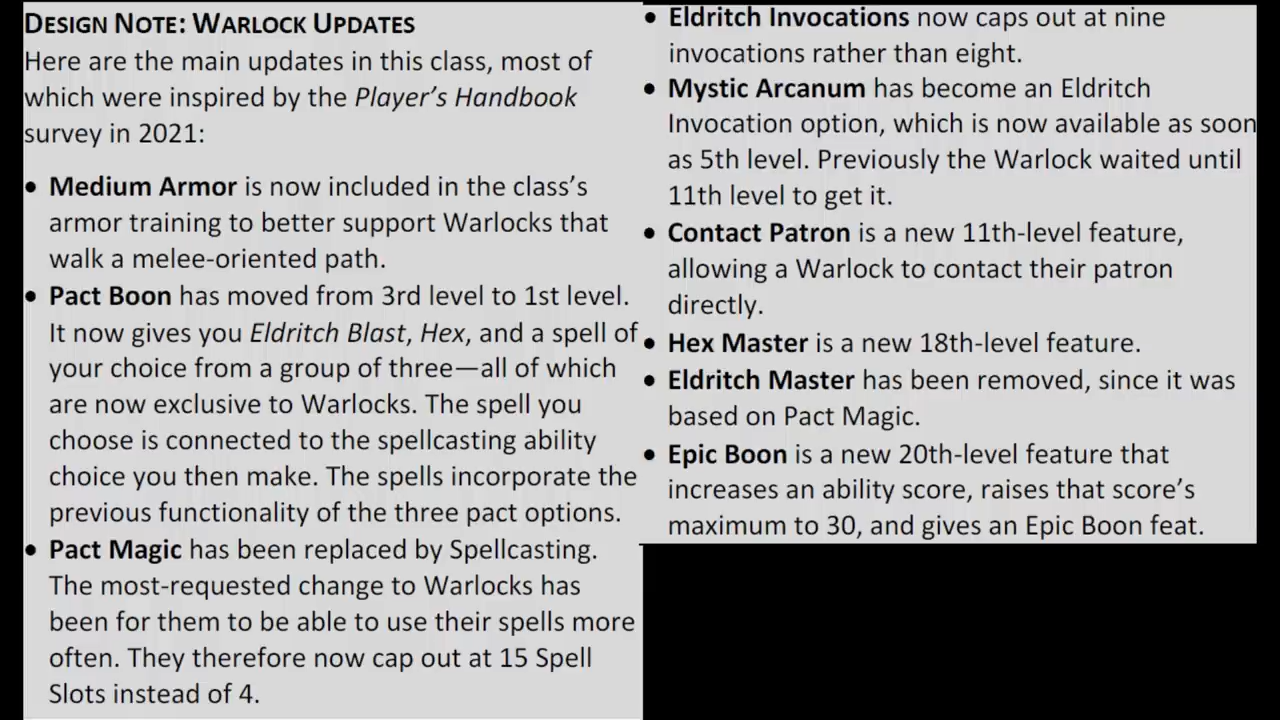 DESIGN NOTE: WARLOCK UPDATES
Here are the main updates in this class, most of
which were inspired by the Player's Handbook
survey in 2021:
• Medium Armor is now included in the class's
armor training to better support Warlocks that
walk a melee-oriented path.
• Pact Boon has moved from 3rd level to 1st level.
It now gives you Eldritch Blast, Hex, and a spell of
your choice from a group of three—all of which
are now exclusive to Warlocks. The spell you
choose is connected to the spellcasting ability
choice you then make. The spells incorporate the
previous functionality of the three pact options.
• Pact Magic has been replaced by Spellcasting.
The most-requested change to Warlocks has
been for them to be able to use their spells more
often. They therefore now cap out at 15 Spell
Slots instead of 4.
• Eldritch Invocations now caps out at nine
invocations rather than eight.
• Mystic Arcanum has become an Eldritch
Invocation option, which is now available as soon
as 5th level. Previously the Warlock waited until
11th level to get it.
• Contact Patron is a new 11th-level feature,
allowing a Warlock to contact their patron
directly.
• Hex Master is a new 18th-level feature.
• Eldritch Master has been removed, since it was
based on Pact Magic.
• Epic Boon is a new 20th-level feature that
increases an ability score, raises that score's
maximum to 30, and gives an Epic Boon feat.